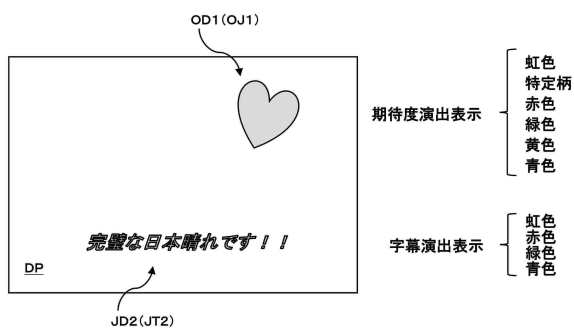 OD1(OJ1)
期待度演出表示
虹色
特定柄
赤色
緑色
黄色
青色
完璧な日本晴れです！！
DP
字幕演出表示
虹色
赤色
緑色
青色
JD2(JT2)